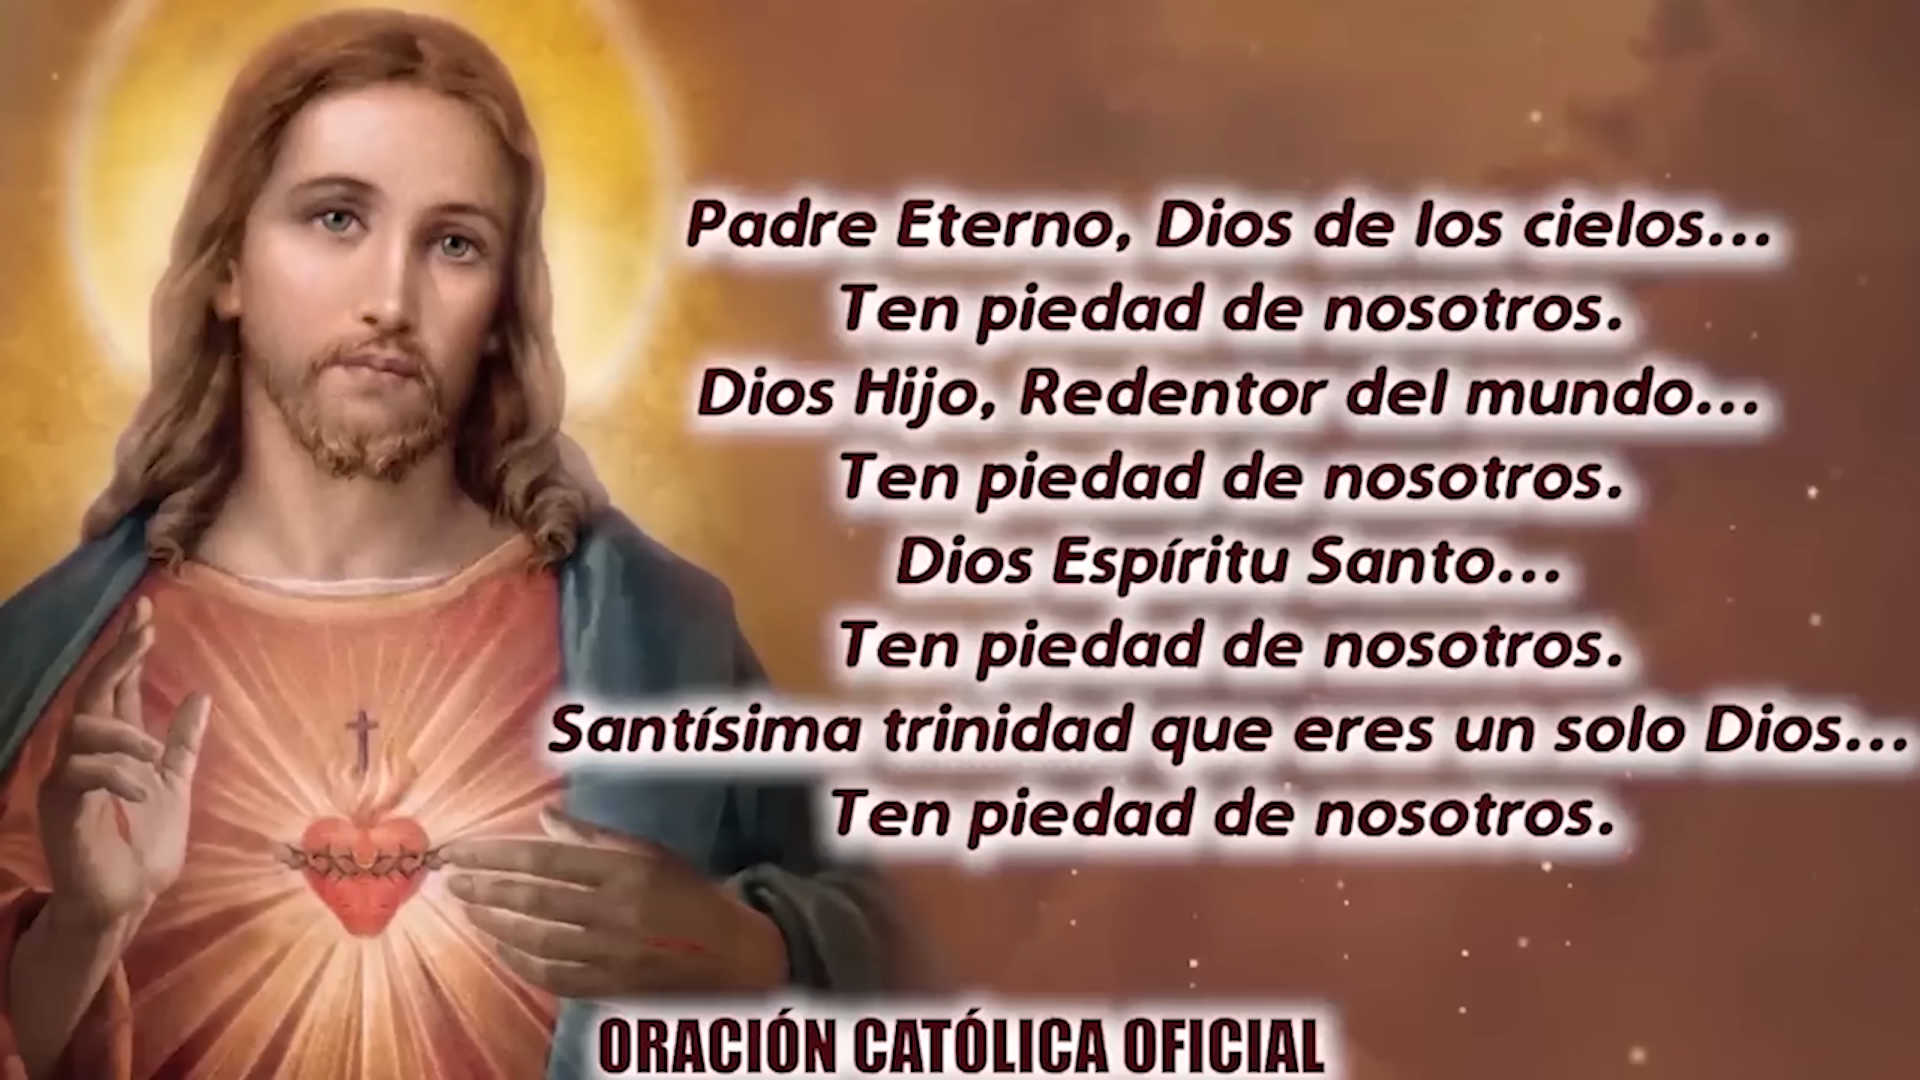 Padre Eterno, Dios de los cielos...
Ten piedad de nosotros.
Dios Hijo, Redentor del mundo...
Ten piedad de nosotros.
Dios Espíritu Santo...
Ten piedad de nosotros.
Santísima trinidad que eres un solo Dios...
Ten piedad de nosotros.
ORACIÓN CATÓLICA OFICIAL